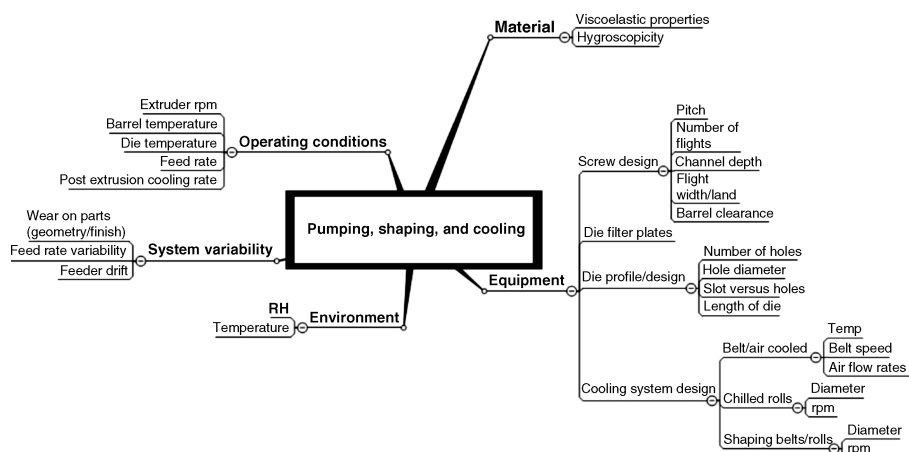 Material
Viscoelastic properties
Hygroscopicity
Extruder rpm
Barrel temperature
Die temperature
Feed rate
Post extrusion cooling rate
Operating conditions
Pumping, shaping, and cooling
Wear on parts
(geometry/finish)
Feed rate variability
Feeder drift
System variability
RH
Temperature
Environment
Equipment
Screw design
Pitch
Number of
flights
Channel depth
Flight
width/land
Barrel clearance
Die filter plates
Die profile/design
Number of holes
Hole diameter
Slot versus holes
Length of die
Cooling system design
Belt/air cooled
Temp
Belt speed
Air flow rates
Chilled rolls
Diameter
rpm
Shaping belts/rolls
Diameter
rpm